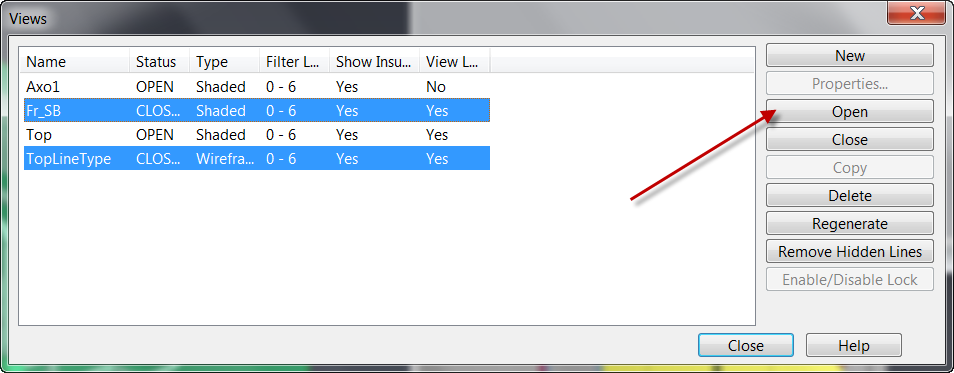 Views
Name Status Type Filter L... Show Insu... View L...
Axo1 OPEN Shaded 0 - 6 Yes No
Fr_SB CLOS... Shaded 0 - 6 Yes Yes
Top OPEN Shaded 0 - 6 Yes Yes
TopLineType CLOS... Wirefra... 0 - 6 Yes Yes
New
Properties...
Open
Close
Copy
Delete
Regenerate
Remove Hidden Lines
Enable/Disable Lock
Close Help